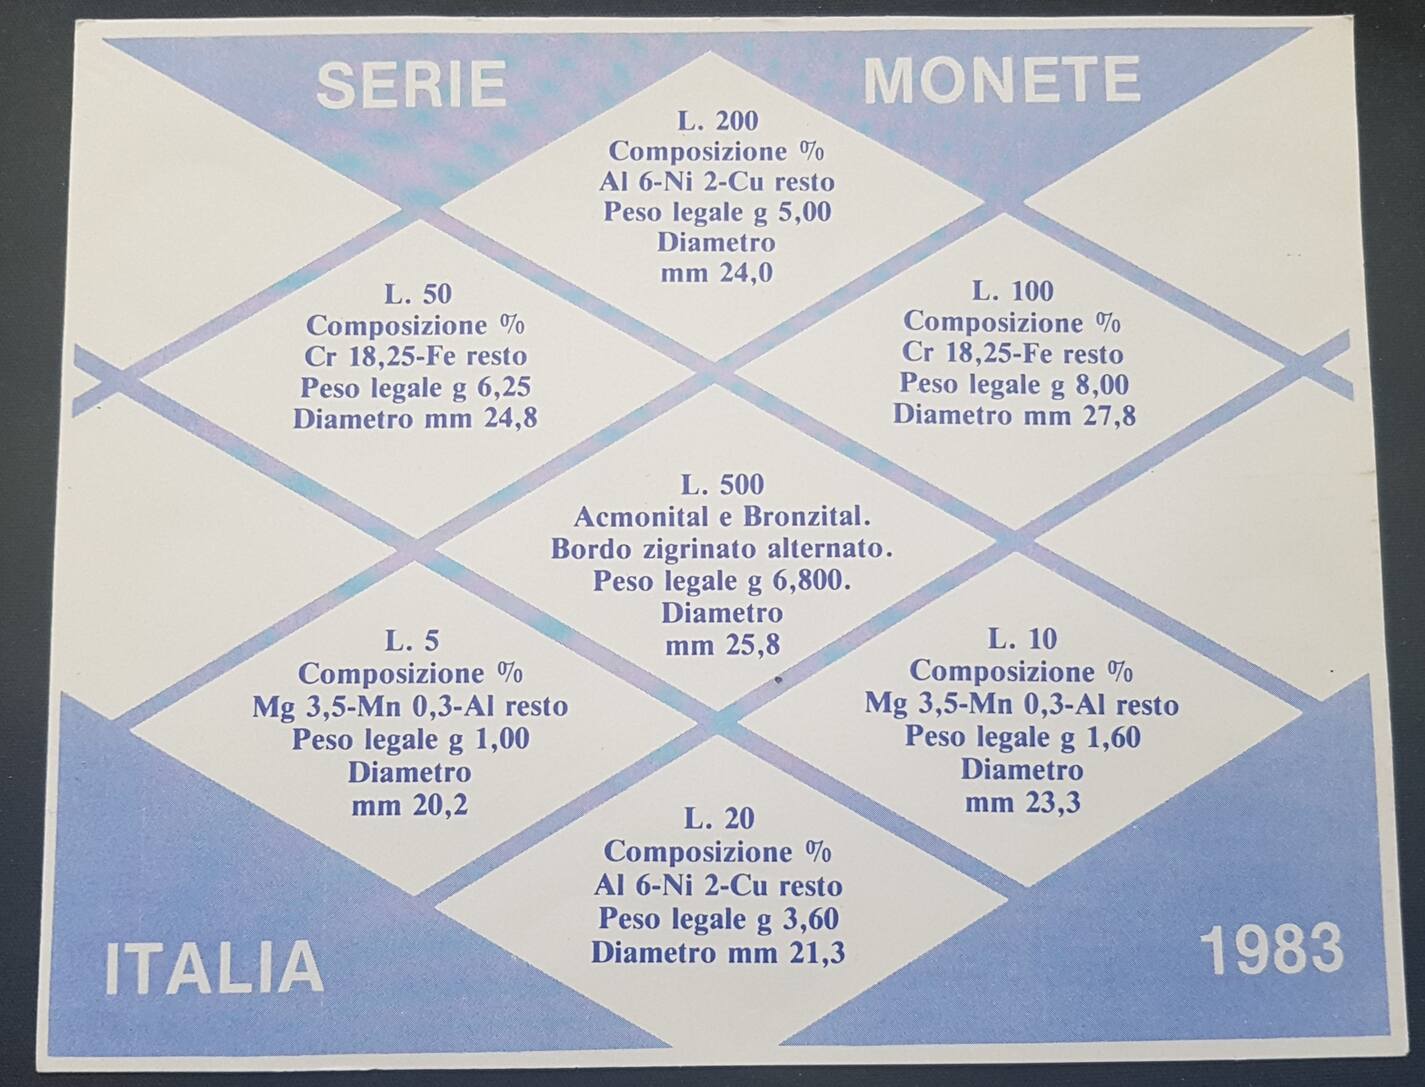 SERIE
MONETE
L. 200
Composizione %
Al 6-Ni 2-Cu resto
Peso legale g 5,00
Diametro
mm 24,0
L. 50
Composizione %
Cr 18,25-Fe resto
Peso legale g 6,25
Diametro mm 24,8
L. 100
Composizione %
Cr 18,25-Fe resto
Peso legale g 8,00
Diametro mm 27,8
L. 500
Acmonital e Bronzital.
Bordo zigrinato alternato.
Peso legale g 6,800.
Diametro
mm 25,8
L. 5
Composizione %
Mg 3,5-Mn 0,3-Al resto
Peso legale g 1,00
Diametro
mm 20,2
L. 10
Composizione %
Mg 3,5-Mn 0,3-Al resto
Peso legale g 1,60
Diametro
mm 23,3
L. 20
Composizione %
Al 6-Ni 2-Cu resto
Peso legale g 3,60
Diametro mm 21,3
ITALIA
1983